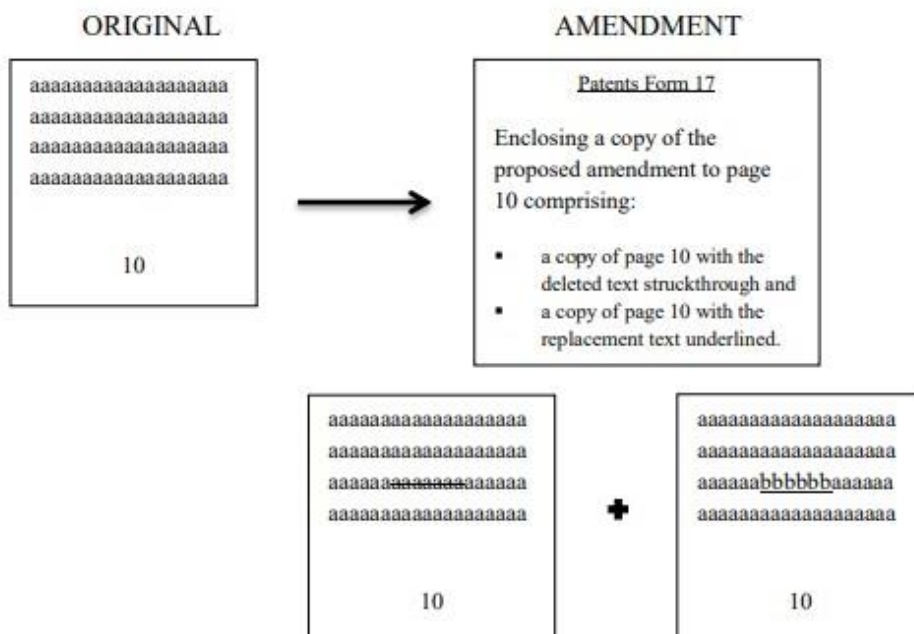 ORIGINAL
aaaaaaaaaaaaaaaaaaa
aaaaaaaaaaaaaaaaaaa
aaaaaaaaaaaaaaaaaaa
aaaaaaaaaaaaaaaaaaa
10
AMENDMENT
Patents Form 17
Enclosing a copy of the
proposed amendment to page
10 comprising:
▪ a copy of page 10 with the
deleted text struckthrough and
▪ a copy of page 10 with the
replacement text underlined.
aaaaaaaaaaaaaaaaaaa
aaaaaaaaaaaaaaaaaaa
aaaaaaaaaaaaaaaaaaa
aaaaaaaaaaaaaaaaaaa
10
aaaaaaaaaaaaaaaaaaa
aaaaaaaaaaaaaaaaaaa
aaaaaabbbbbbaaaaaa
aaaaaaaaaaaaaaaaaaa
10